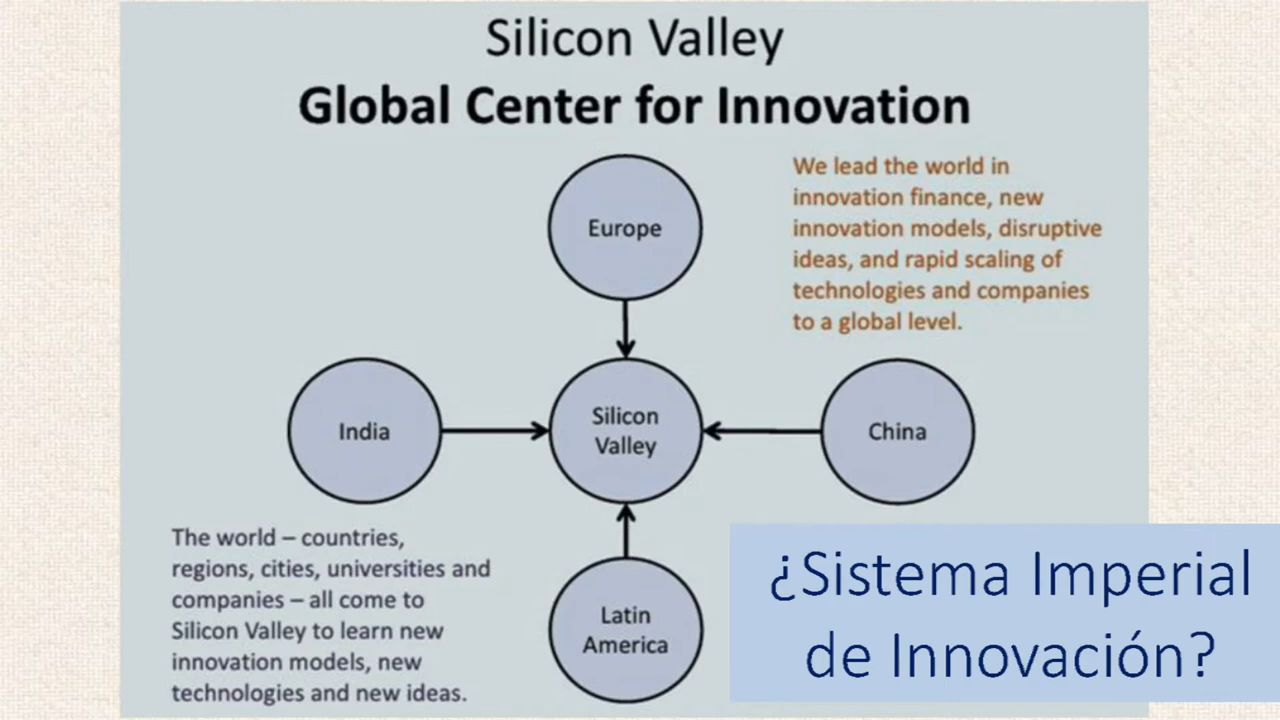 Silicon Valley
Global Center for Innovation
We lead the world in
innovation finance, new
innovation models, disruptive
ideas, and rapid scaling of
technologies and companies
to a global level.
Europe
India
Silicon
Valley
China
The world – countries,
regions, cities, universities and
companies – all come to
Silicon Valley to learn new
innovation models, new
technologies and new ideas.
Latin
America
¿Sistema Imperial
de Innovación?